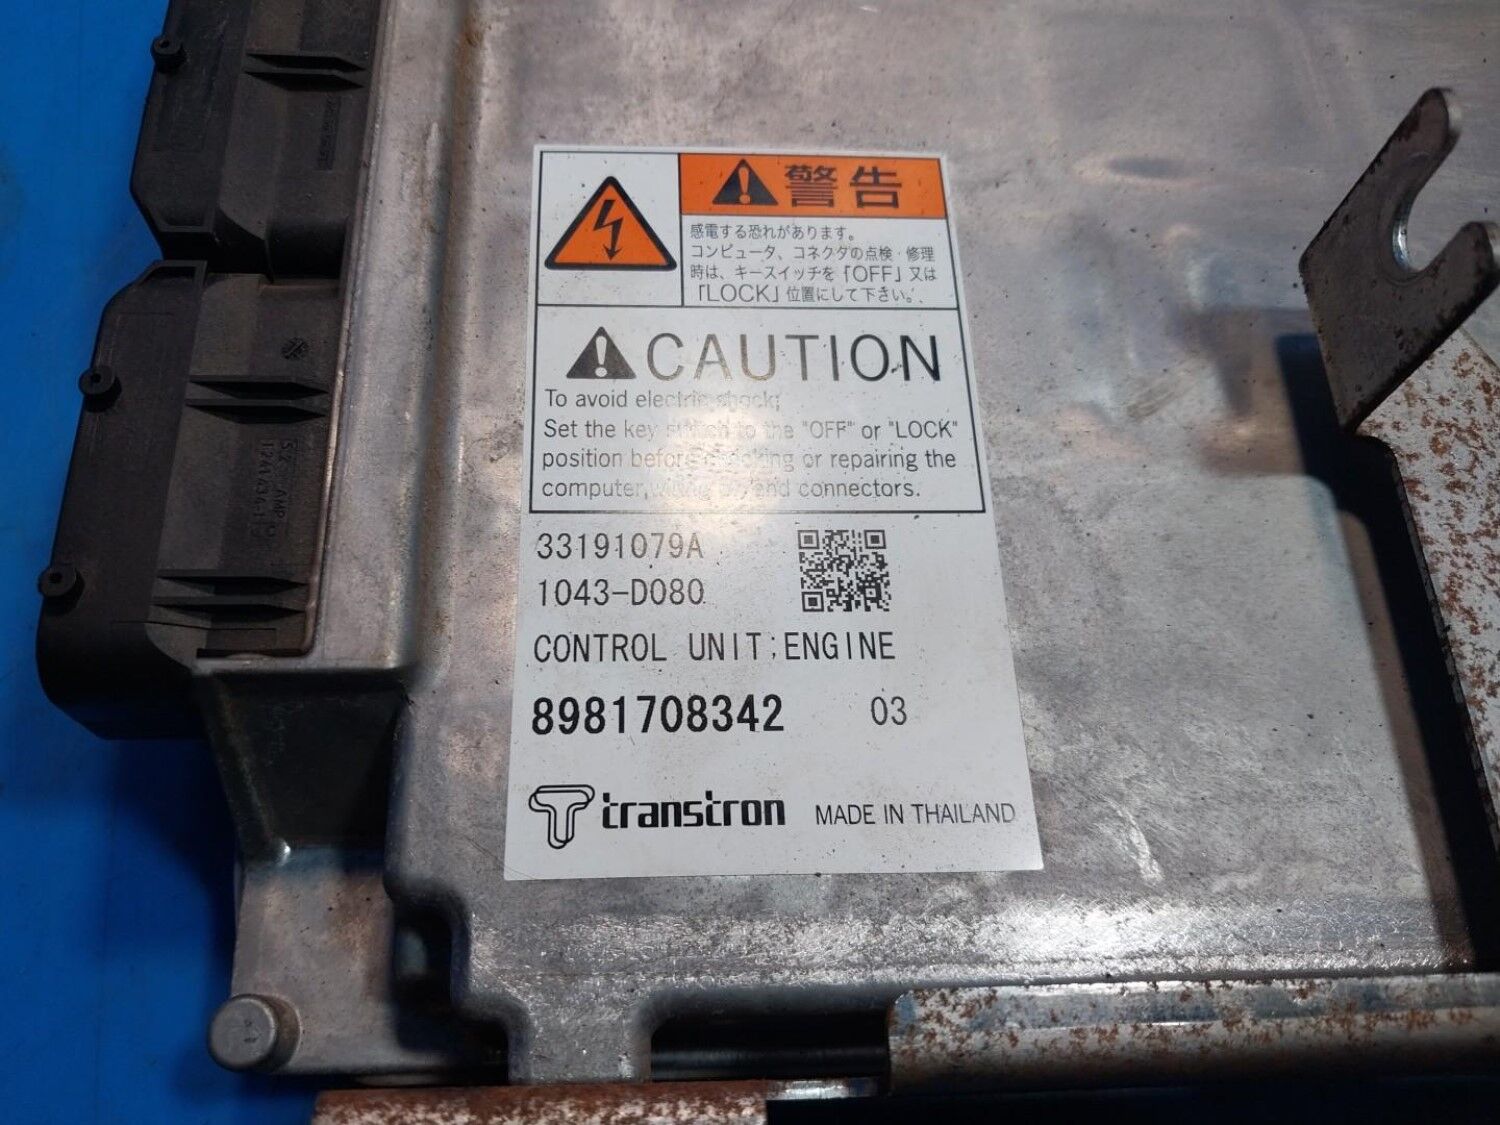 警告
感電する恐れがあります。
コンピュータ、コネクタの点検・修理
時は、キースイッチを「OFF」又は
「LOCK」位置にして下さい。
CAUTION
To avoid electric shock;
Set the key switch to the "OFF" or "LOCK"
position before checking or repairing the
computer, and connectors.
33191079A
1043-D080
CONTROL UNIT;ENGINE
8981708342 03
transtron MADE IN THAILAND